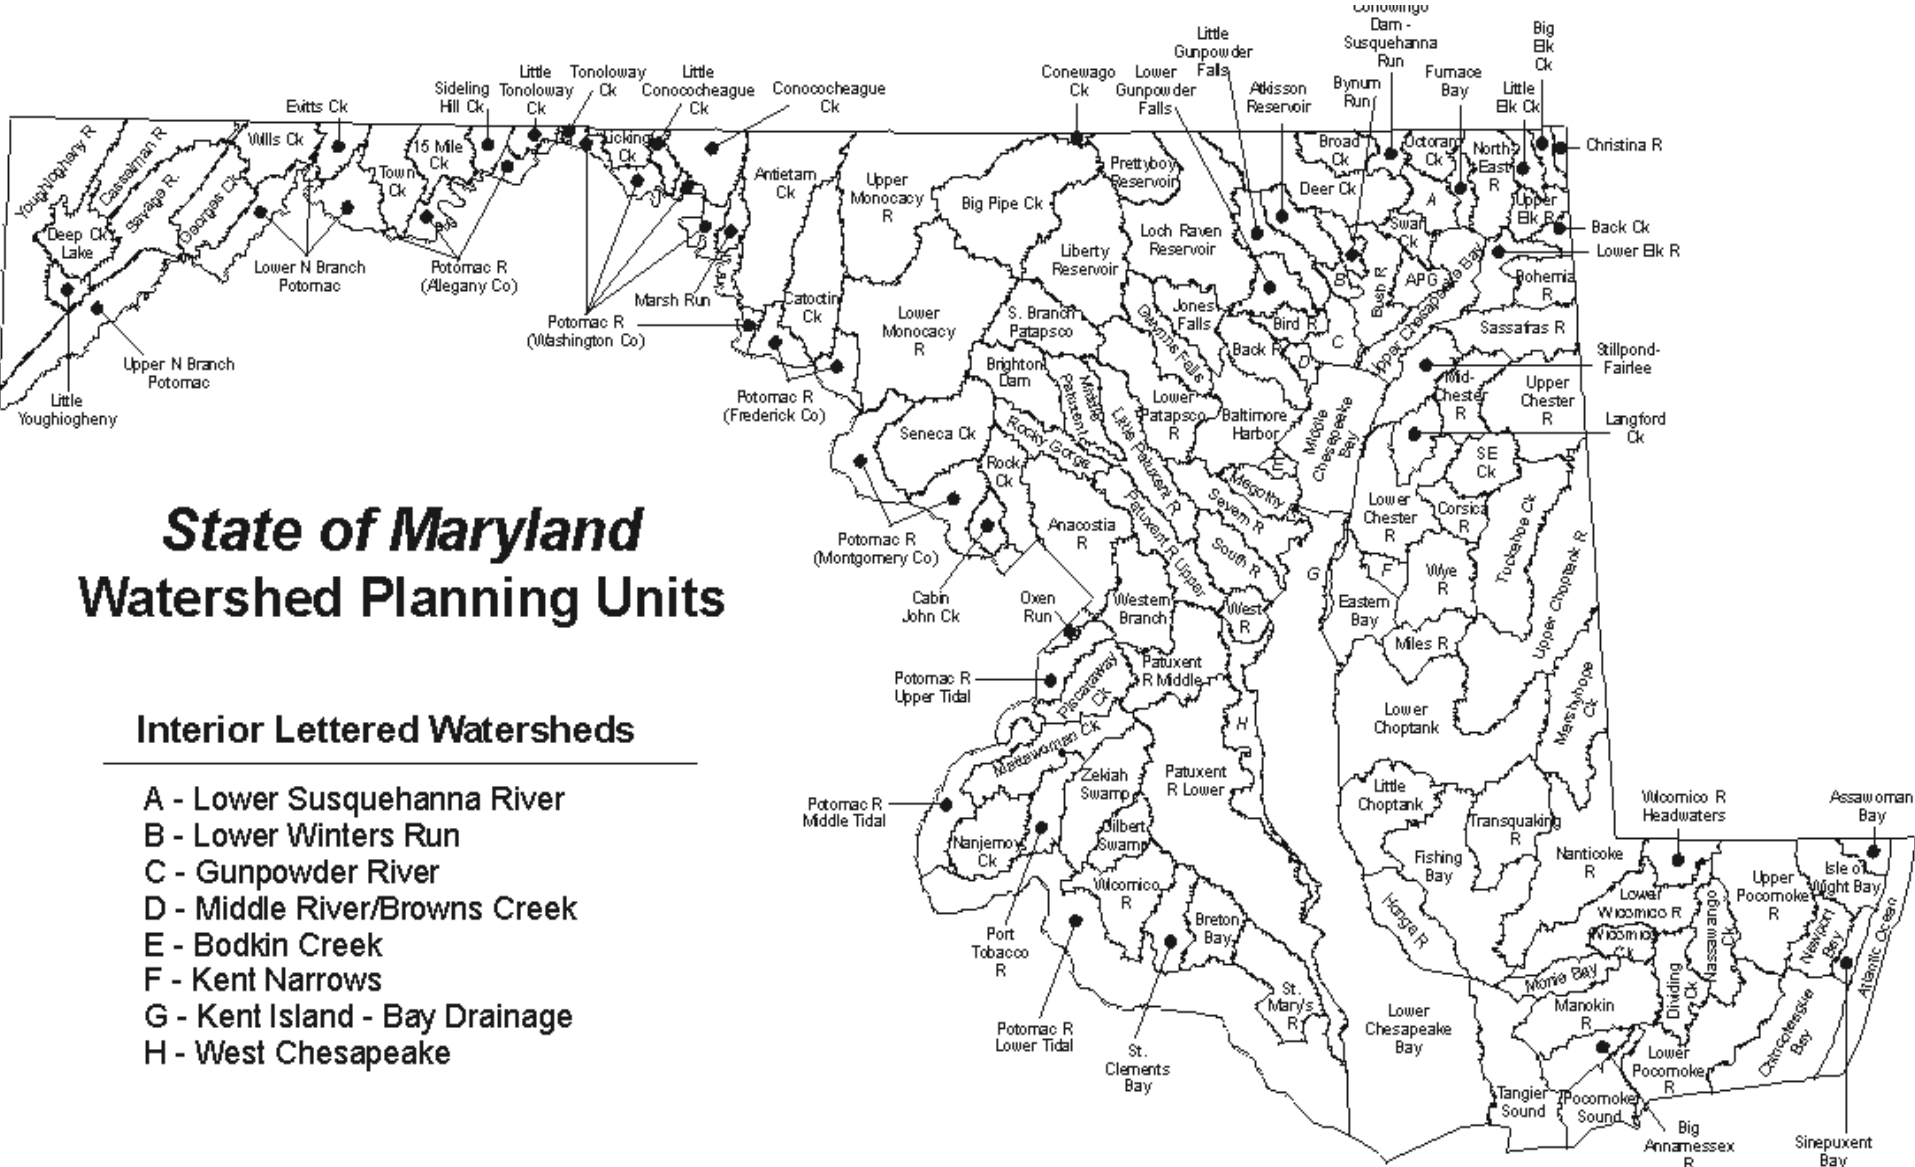 Conowingo
Dam -
Susquehanna
Run
Big
Elk
Ck
Little
Gunpowder
Falls
Little
Tonoloway
Ck
Tonoloway
Ck
Little
Conococheague
Ck
Conococheague
Ck
Conewago
Ck
Lower
Gunpowder
Falls
Atkisson
Reservoir
Bynum
Run
Furnace
Bay
Little
Elk Ck
Sideling
Hill Ck
Evitts Ck
Christina R
Youghiogheny R
Casselman R
Savage R.
Georges Ck
Wills Ck
Town
Ck
15 Mile
Ck
Licking
Ck
Antietam
Ck
Upper
Monocacy
R
Big Pipe Ck
Prettyboy
Reservoir
Broad
Ck
Octoraro
Ck
North-
East
R
Deer Ck
A
Upper
Elk R
Back Ck
Swan
Ck
Lower Elk R
Deep Ck
Lake
Lower N Branch
Potomac
Potomac R
(Allegany Co)
Marsh Run
Catoctin
Ck
Liberty
Reservoir
Loch Raven
Reservoir
B
Bush R
APG
Upper Chesapeake Bay
Bohemia
R
Potomac R
(Washington Co)
Lower
Monocacy
R
S. Branch
Patapsco
Gwynns Falls
Jones
Falls
Bird R
C
Sassafras R
Upper N Branch
Potomac
Back R
D
Stillpond-
Fairlee
Little
Youghiogheny
Potomac R
(Frederick Co)
Brighton
Dam
Middle
Patuxent
Little Patuxent R
Lower
Patapsco
R
Baltimore
Harbor
Middle
Chesapeake
Bay
Mid-
Chester
R
Upper
Chester
R
Langford
Ck
Seneca Ck
Rocky Gorge
Rock
Ck
E
Magothy
Severn R
SE
Ck
State of Maryland
Watershed Planning Units
Potomac R
(Montgomery Co)
Anacostia
R
Patuxent R Upper
South R
Lower
Chester
R
Corsica
R
Tuckahoe Ck
Upper Choptank R
G
F
Wye
R
Cabin
John Ck
Oxen
Run
Western
Branch
West
R
Eastern
Bay
Miles R
Potomac R
Upper Tidal
Piscataway
Ck
Patuxent
R Middle
Marshyhope
Ck
Lower
Choptank
H
Mattawoman Ck
Interior Lettered Watersheds
A - Lower Susquehanna River
B - Lower Winters Run
C - Gunpowder River
D - Middle River/Browns Creek
E - Bodkin Creek
F - Kent Narrows
G - Kent Island - Bay Drainage
H - West Chesapeake
Potomac R
Middle Tidal
Zekiah
Swamp
Patuxent
R Lower
Gilbert
Swamp
Nanjemoy
Ck
Little
Choptank
Transquaking
R
Fishing
Bay
Nanticoke
R
Wicomico R
Headwaters
Assawoman
Bay
Isle of
Wight Bay
Upper
Pocomoke
R
Wicomico
R
Breton
Bay
Honga R
Lower
Wicomico R
Wicomico
Ck
Nassawango
Ck
Newport
Bay
Atlantic Ocean
Port
Tobacco
R
Monie Bay
Dividing
Ck
Manokin
R
St.
Mary's
R
Lower
Chesapeake
Bay
Potomac R
Lower Tidal
St.
Clements
Bay
Lower
Pocomoke
R
Chincoteague
Bay
Tangier
Sound
Pocomoke
Sound
Big
Annamessex
R
Sinepuxent
Bay